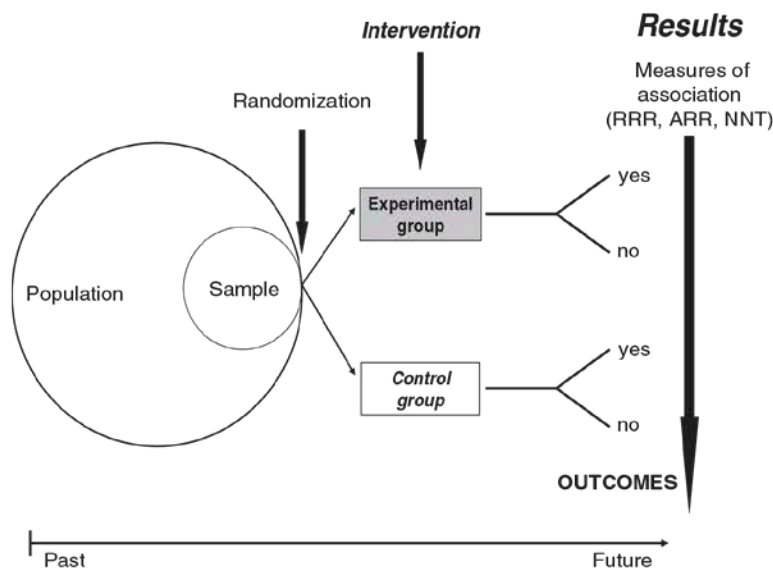 Results
Intervention
Measures of
association
(RRR, ARR, NNT)
Randomization
Experimental
group
yes
no
Population
Sample
Control
group
yes
no
OUTCOMES
Past
Future